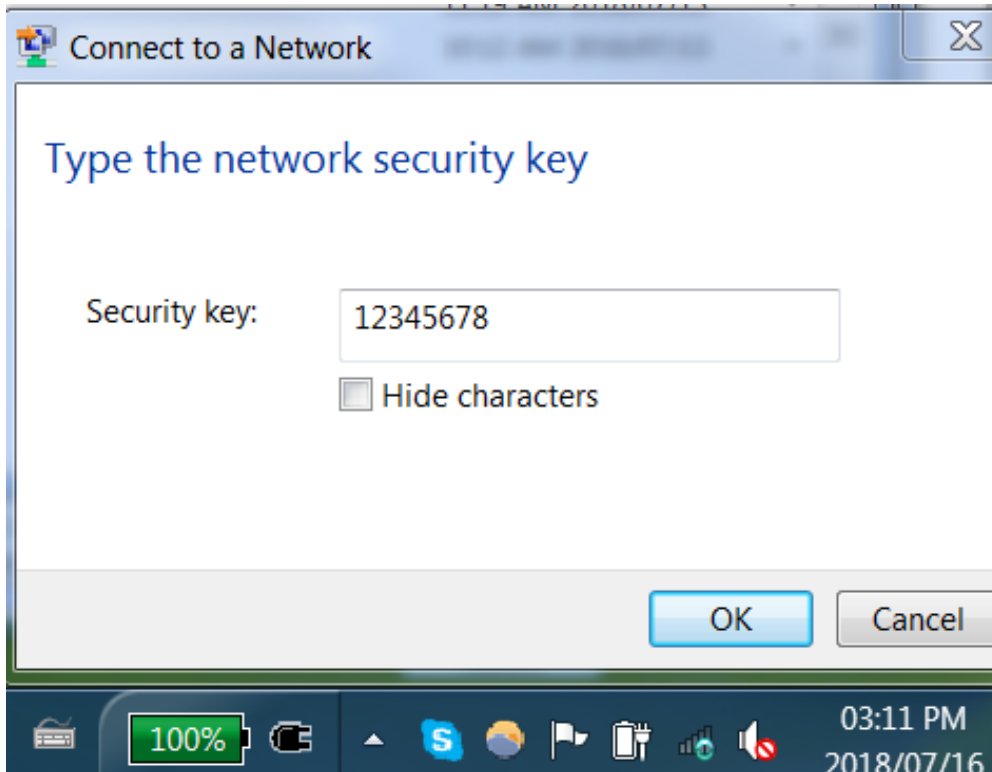 Connect to a Network
Type the network security key
Security key: 12345678
Hide characters
OK Cancel
100% S 03:11 PM
2018/07/16